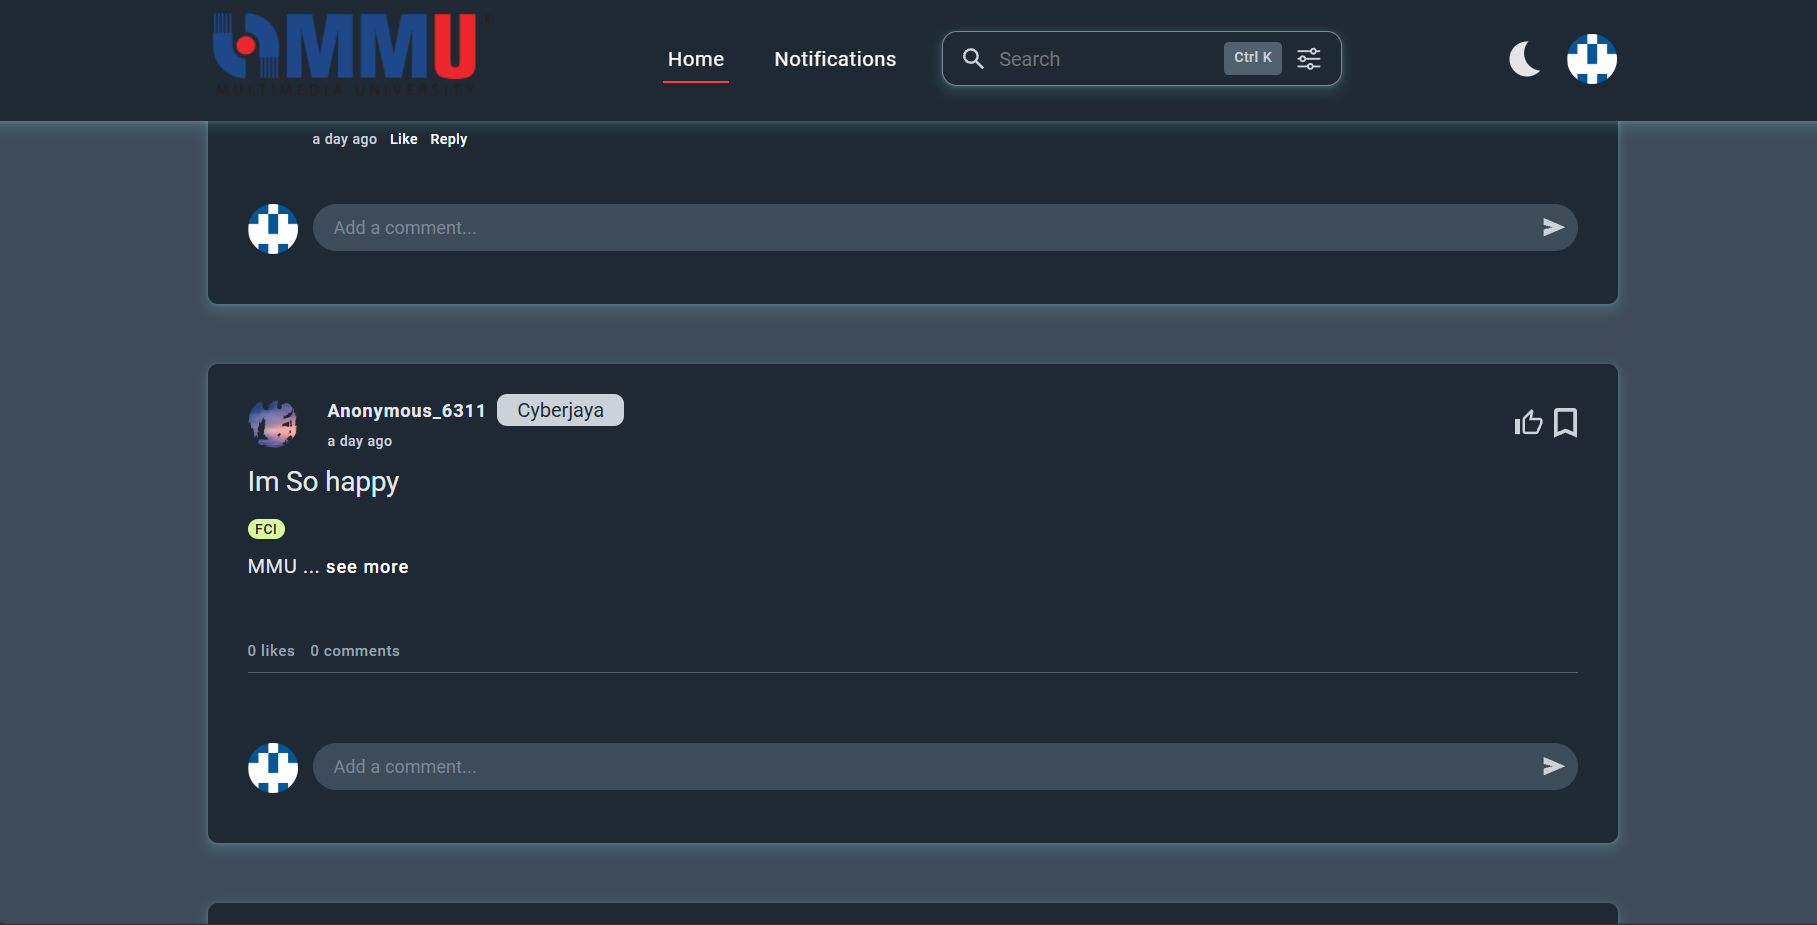 MMU
MULTIMEDIA UNIVERSITY
Home Notifications Search Ctrl K
a day ago Like Reply
Add a comment...
Anonymous_6311 Cyberjaya
a day ago
Im So happy
FCI
MMU ... see more
0 likes 0 comments
Add a comment...